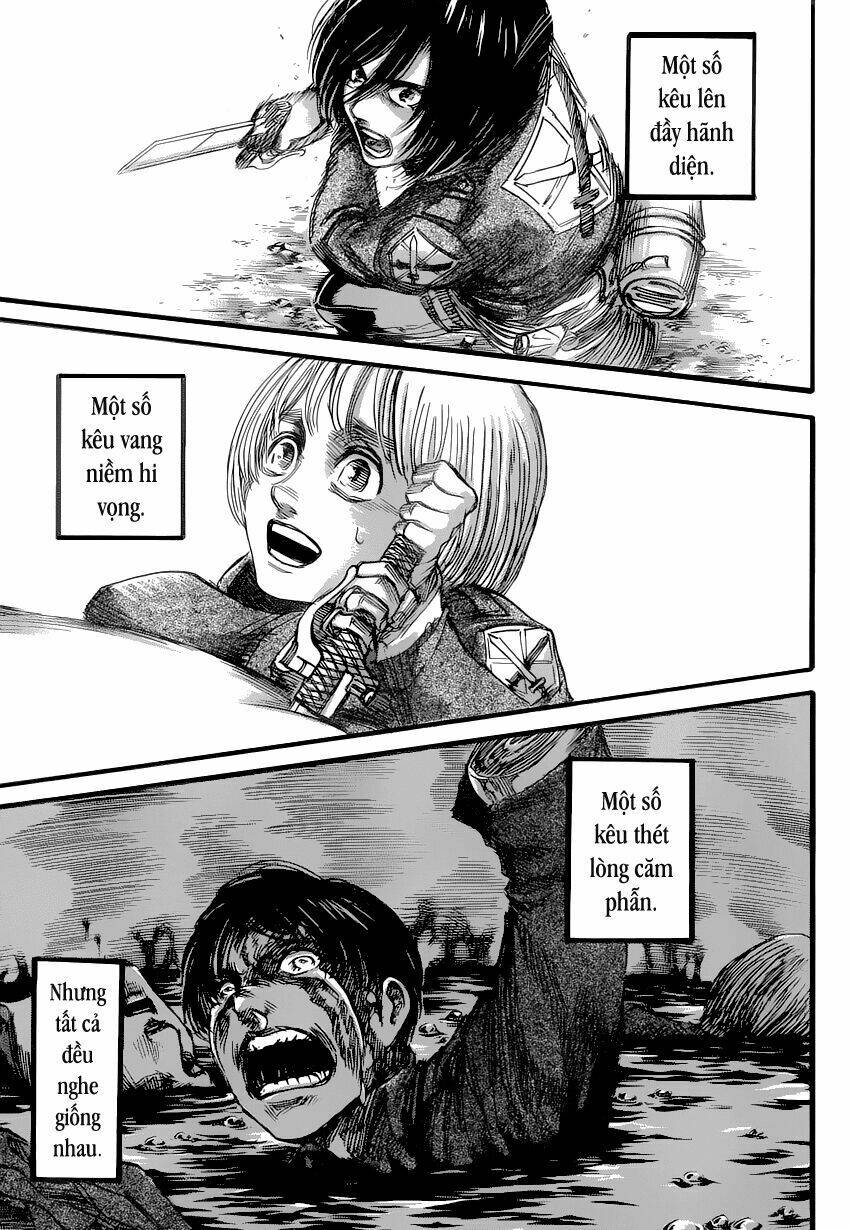 Một số
kêu lên
đầy hãnh
diện.
Một số
kêu vang
niềm hi
vọng.
Một số
kêu thét
lòng căm
phẫn.
Nhưng
tất cả
đều
nghe
giống
nhau.